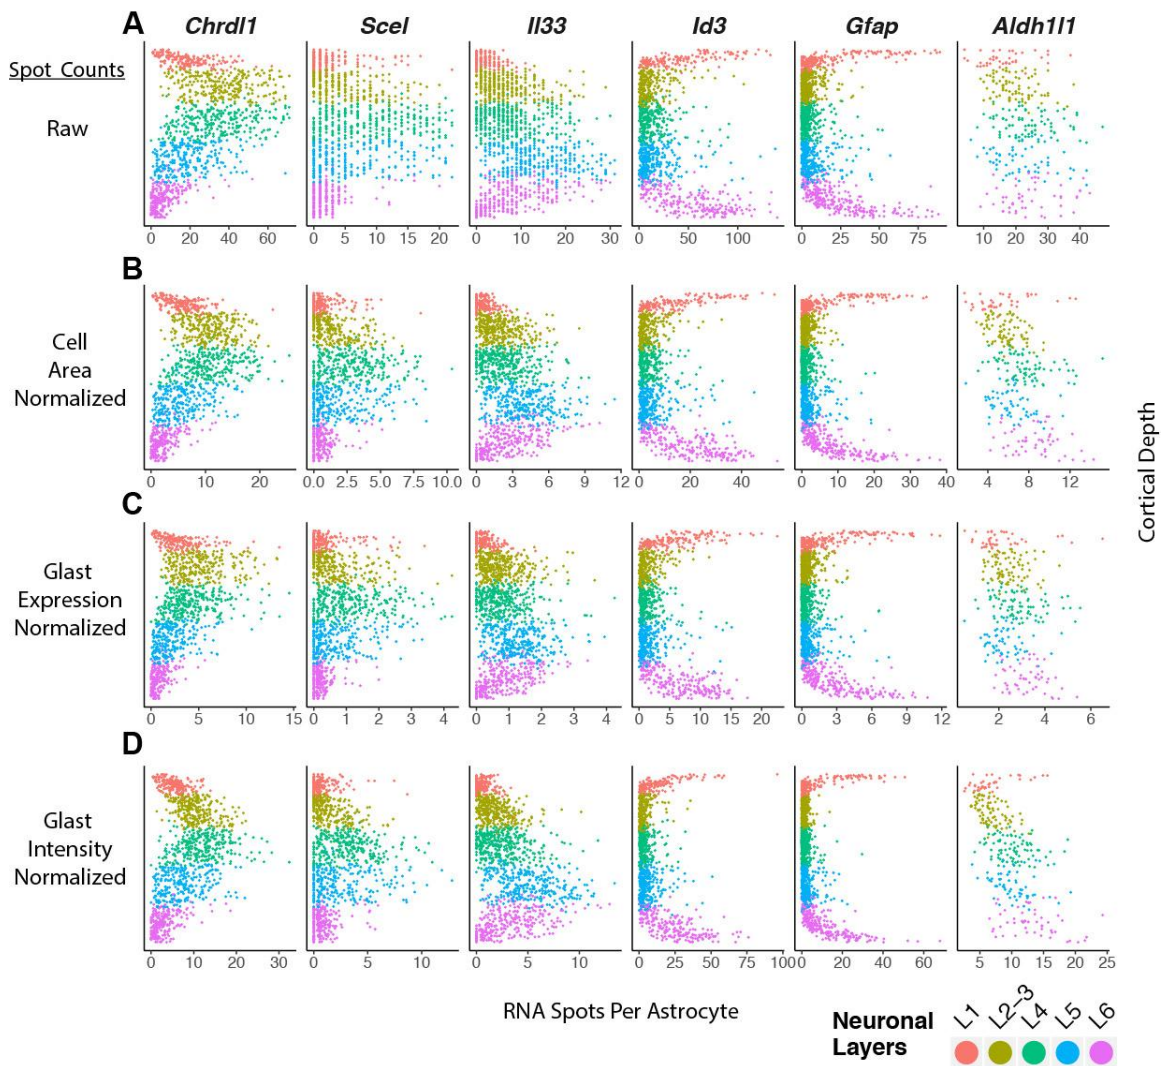 A
Chrdl1 Scel Il33 Id3 Gfap Aldh1l1
Spot Counts
Raw
0 20 40 60 0 5 10 15 20 0 10 20 30 0 50 100 0 25 50 75 10 20 30 40
B
Cell
Area
Normalized
0 10 20 0.0 2.5 5.0 7.5 10.0 0 3 6 9 12 0 20 40 0 10 20 30 40 4 8 12
C
Glast
Expression
Normalized
0 5 10 15 0 1 2 3 4 0 1 2 3 4 0 5 10 15 20 0 3 6 9 12 2 4 6
D
Glast
Intensity
Normalized
0 10 20 30 0 5 10 0 5 10 0 25 50 75 100 0 20 40 60 5 10 15 20 25
Cortical Depth
RNA Spots Per Astrocyte
Neuronal
Layers
L1 L2-3 L4 L5 L6